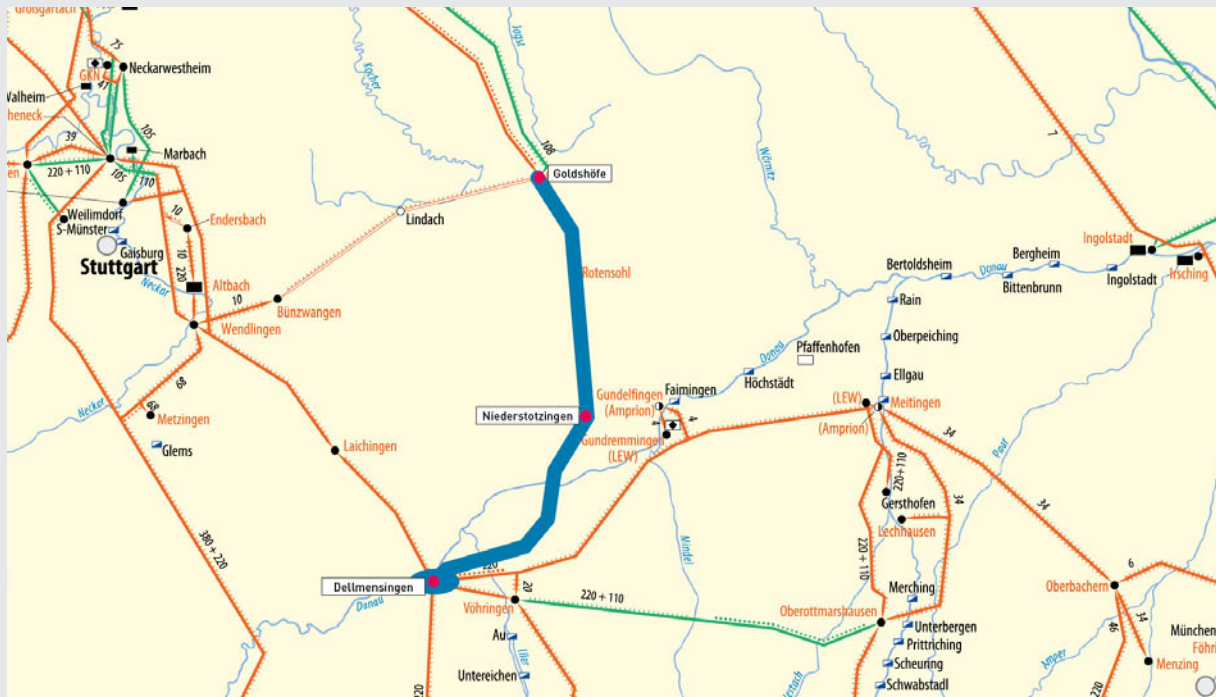 Großgartach
75
GKN
41
Neckarwestheim
Walheim
heneck
39
105
Marbach
en
220 + 110
105
110
Weilimdorf
S-Münster
10
Endersbach
Gaisburg
Stuttgart
10
220
Altbach
Neckar
10
Bünzwangen
Wendlingen
Neckar
68
68
Metzingen
Glems
Laichingen
380 + 220
Kocher
Jagst
108
Goldshöfe
Lindach
Rotensohl
Wörnitz
7
Ingolstadt
Irsching
Bergheim
Bertoldsheim
Donau
Bittenbrunn
Ingolstadt
Rain
Oberpeiching
Pfaffenhofen
Donau
Höchstädt
Ellgau
Niederstotzingen
Gundelfingen
(Amprion)
Faimingen
4
4
Gundremmingen
(LEW)
(LEW)
Meitingen
(Amprion)
34
Paar
220+110
34
Gersthofen
34
Lechhausen
Mindel
220 + 110
Dellmensingen
220
Donau
20
Vöhringen
220 + 110
Oberottmarshausen
Merching
Unterbergen
Prittriching
Scheuring
Schwabstadl
Au
Iller
Untereichen
220
Oberbachern
6
34
46
Menzing
München
Föhri
Amper
220